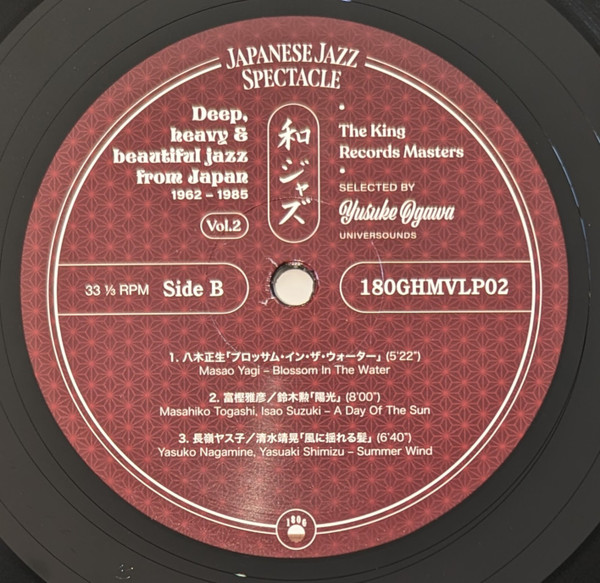 JAPANESE JAZZ
SPECTACLE
Deep,
heavy &
beautiful jazz
from Japan
1962 – 1985
Vol.2
和ジャズ
•
The King
Records Masters
•
SELECTED BY
Yusuke Ogawa
UNIVERSOUNDS
33 ⅓ RPM Side B
180GHMVLP02
1. 八木正生「ブロッサム・イン・ザ・ウォーター」 (5'22")
Masao Yagi – Blossom In The Water
2. 富樫雅彦／鈴木勲「陽光」 (8'00")
Masahiko Togashi, Isao Suzuki – A Day Of The Sun
3. 長嶺ヤス子／清水靖晃「風に揺れる髪」 (6'40")
Yasuko Nagamine, Yasuaki Shimizu – Summer Wind
180G